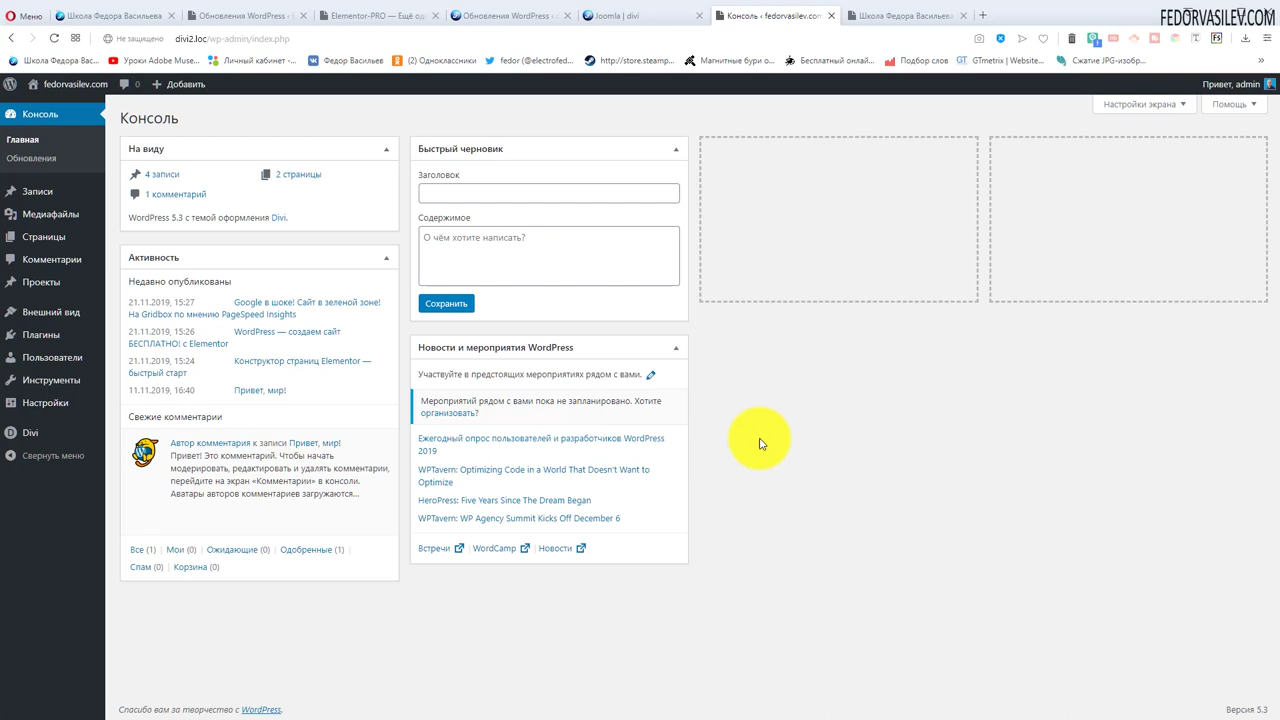 Меню
Школа Федора Васильева
Обновления WordPress ‹
Elementor-PRO — Ещё од
Обновления WordPress ‹ с
Joomla | divi
Консоль ‹ fedorvasilev.com
Школа Федора Васильева
FEDORVASILEV.COM
Не защищено
divi2.loc/wp-admin/index.php
Школа Федора Вас...
Уроки Adobe Muse...
Личный кабинет -...
Федор Васильев
(2) Одноклассники
fedor (@electrofed...
http://store.steamp...
Магнитные бури о...
Бесплатный онлай...
Подбор слов
GTmetrix | Website...
Сжатие JPG-изобр...
fedorvasilev.com
0
Добавить
Привет, admin
Консоль
Главная
Обновления
Записи
Медиафайлы
Страницы
Комментарии
Проекты
Внешний вид
Плагины
Пользователи
Инструменты
Настройки
Divi
Свернуть меню
Настройки экрана
Помощь
Консоль
На виду
4 записи
2 страницы
1 комментарий
WordPress 5.3 с темой оформления Divi.
Активность
Недавно опубликованы
21.11.2019, 15:27 Google в шоке! Сайт в зеленой зоне!
На Gridbox по мнению PageSpeed Insights
21.11.2019, 15:26 WordPress — создаем сайт
БЕСПЛАТНО! с Elementor
21.11.2019, 15:24 Конструктор страниц Elementor —
быстрый старт
11.11.2019, 16:40 Привет, мир!
Свежие комментарии
Автор комментария к записи Привет, мир!
Привет! Это комментарий. Чтобы начать
модерировать, редактировать и удалять комментарии,
перейдите на экран «Комментарии» в консоли.
Аватары авторов комментариев загружаются…
Все (1) | Мои (0) | Ожидающие (0) | Одобренные (1) |
Спам (0) | Корзина (0)
Быстрый черновик
Заголовок
Содержимое
О чём хотите написать?
Сохранить
Новости и мероприятия WordPress
Участвуйте в предстоящих мероприятиях рядом с вами.
Мероприятий рядом с вами пока не запланировано. Хотите
организовать?
Ежегодный опрос пользователей и разработчиков WordPress
2019
WPTavern: Optimizing Code in a World That Doesn't Want to
Optimize
HeroPress: Five Years Since The Dream Began
WPTavern: WP Agency Summit Kicks Off December 6
Встречи | WordCamp | Новости
Спасибо вам за творчество с WordPress.
Версия 5.3